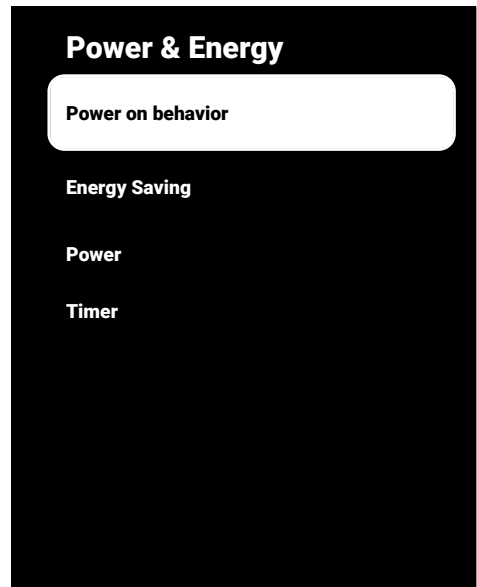 Power & Energy
Power on behavior
Energy Saving
Power
Timer